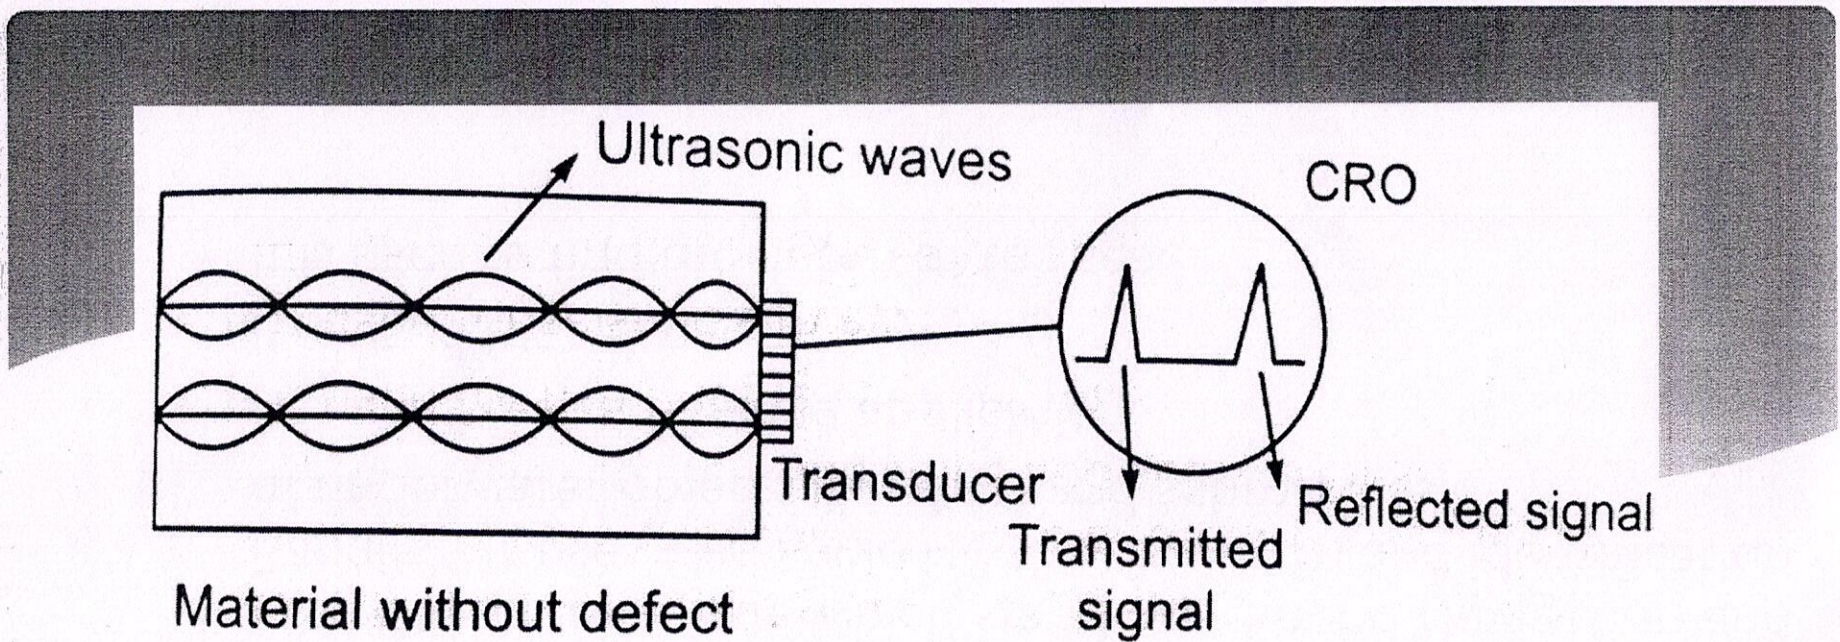 Ultrasonic waves
CRO
Transducer
Transmitted
signal
Reflected signal
Material without defect